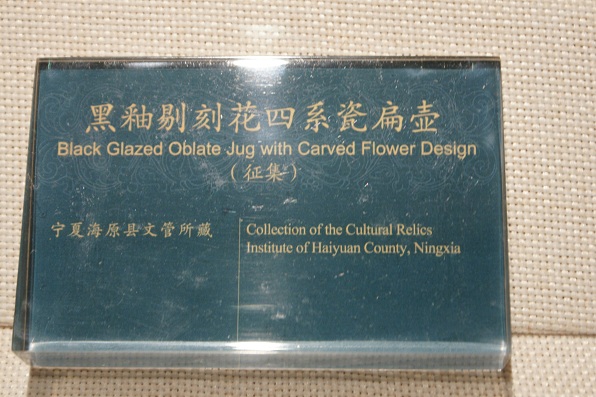 黑釉剔刻花四系瓷扁壶
Black Glazed Oblate Jug with Carved Flower Design
（征集）
宁夏海原县文管所藏
Collection of the Cultural Relics
Institute of Haiyuan County, Ningxia